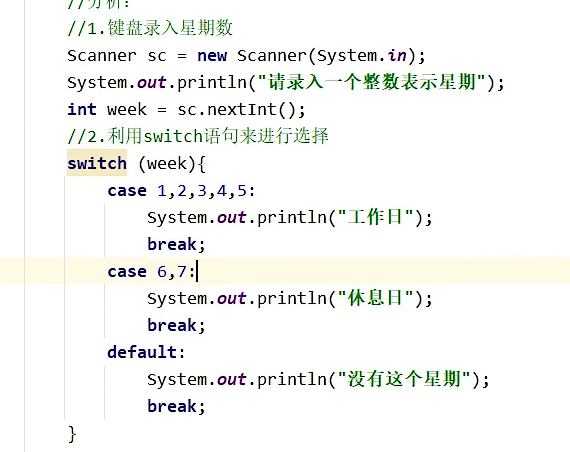 //分析：
//1.键盘录入星期数
Scanner sc = new Scanner(System.in);
System.out.println("请录入一个整数表示星期");
int week = sc.nextInt();
//2.利用switch语句来进行选择
switch (week){
case 1,2,3,4,5:
System.out.println("工作日");
break;
case 6,7:
System.out.println("休息日");
break;
default:
System.out.println("没有这个星期");
break;
}